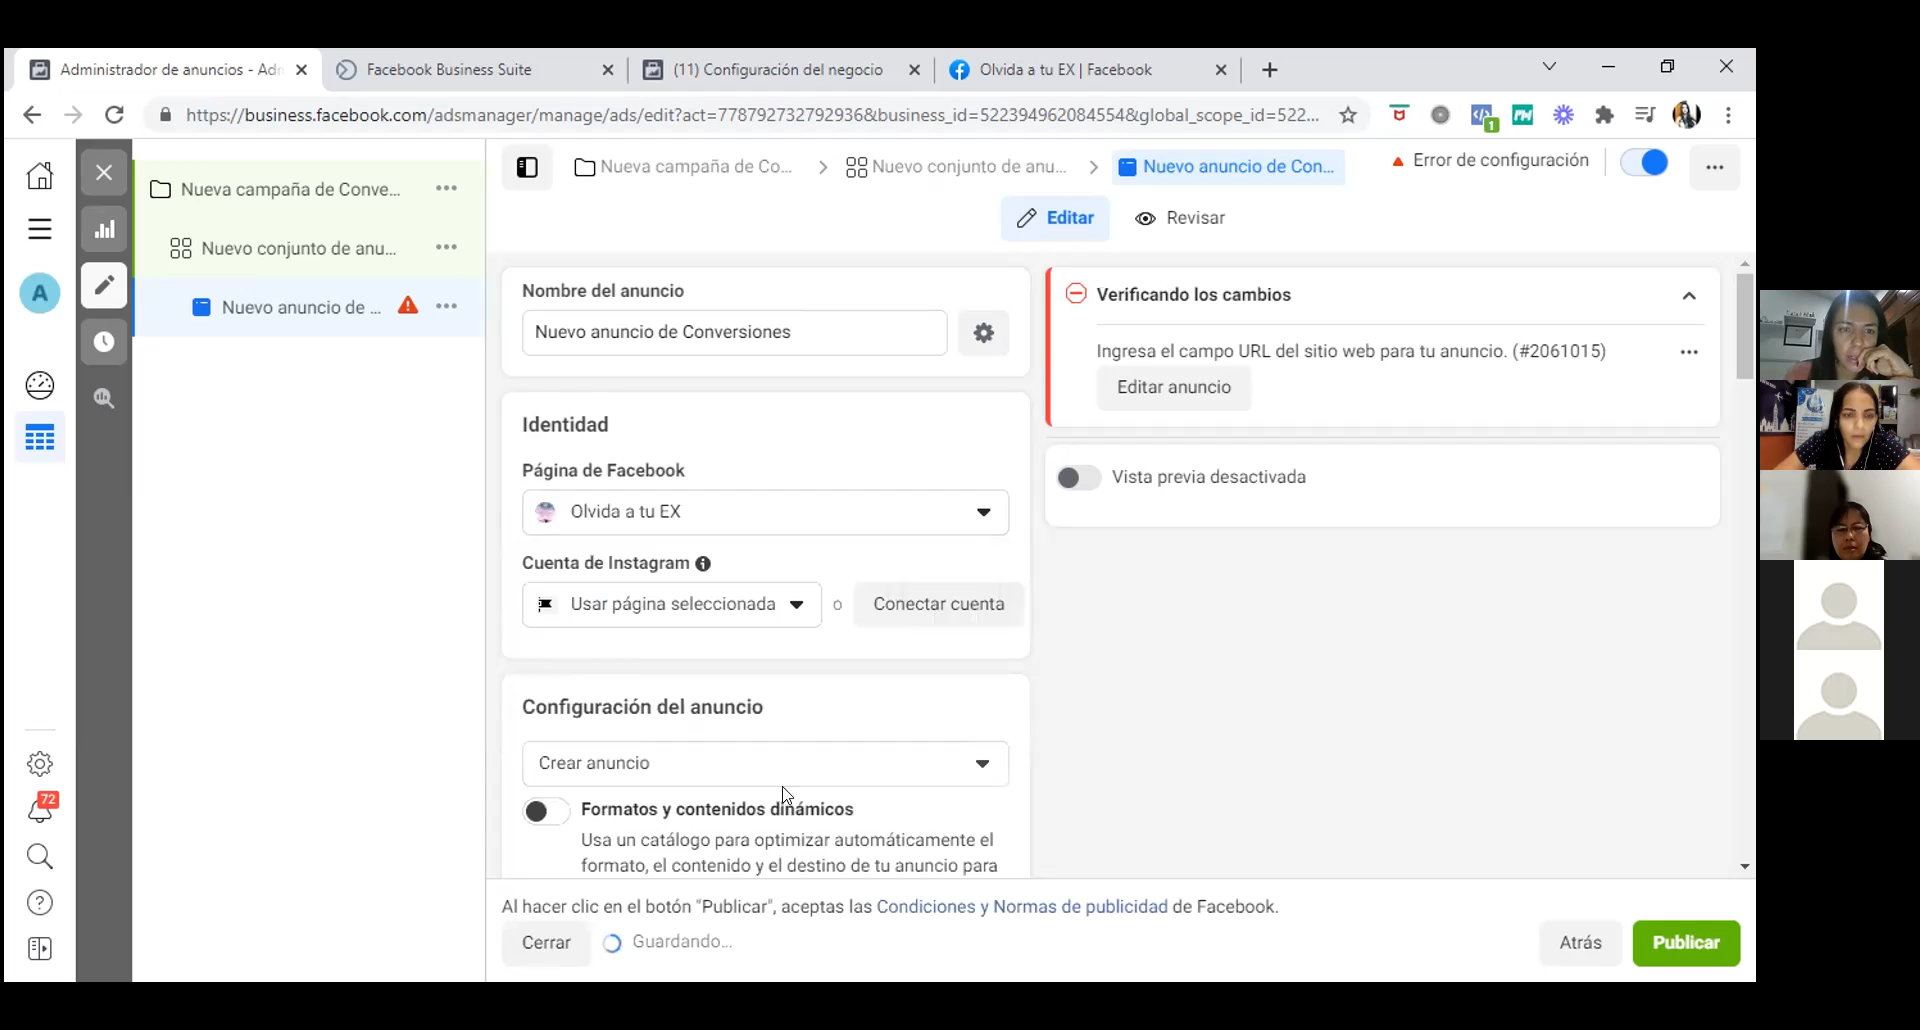 Administrador de anuncios - Adn
Facebook Business Suite
(11) Configuración del negocio
Olvida a tu EX | Facebook
https://business.facebook.com/adsmanager/manage/ads/edit?act=778792732792936&business_id=522394962084554&global_scope_id=522...
1
Nueva campaña de Conve...
Nuevo conjunto de anu...
Nuevo anuncio de ...
A
72
Nueva campaña de Co...
Nuevo conjunto de anu...
Nuevo anuncio de Con...
Error de configuración
Editar
Revisar
Nombre del anuncio
Nuevo anuncio de Conversiones
Identidad
Página de Facebook
Olvida a tu EX
Cuenta de Instagram
Usar página seleccionada
o
Conectar cuenta
Configuración del anuncio
Crear anuncio
Formatos y contenidos dinámicos
Usa un catálogo para optimizar automáticamente el
formato, el contenido y el destino de tu anuncio para
Verificando los cambios
Ingresa el campo URL del sitio web para tu anuncio. (#2061015)
Editar anuncio
Vista previa desactivada
Al hacer clic en el botón "Publicar", aceptas las Condiciones y Normas de publicidad de Facebook.
Cerrar
Guardando...
Atrás
Publicar